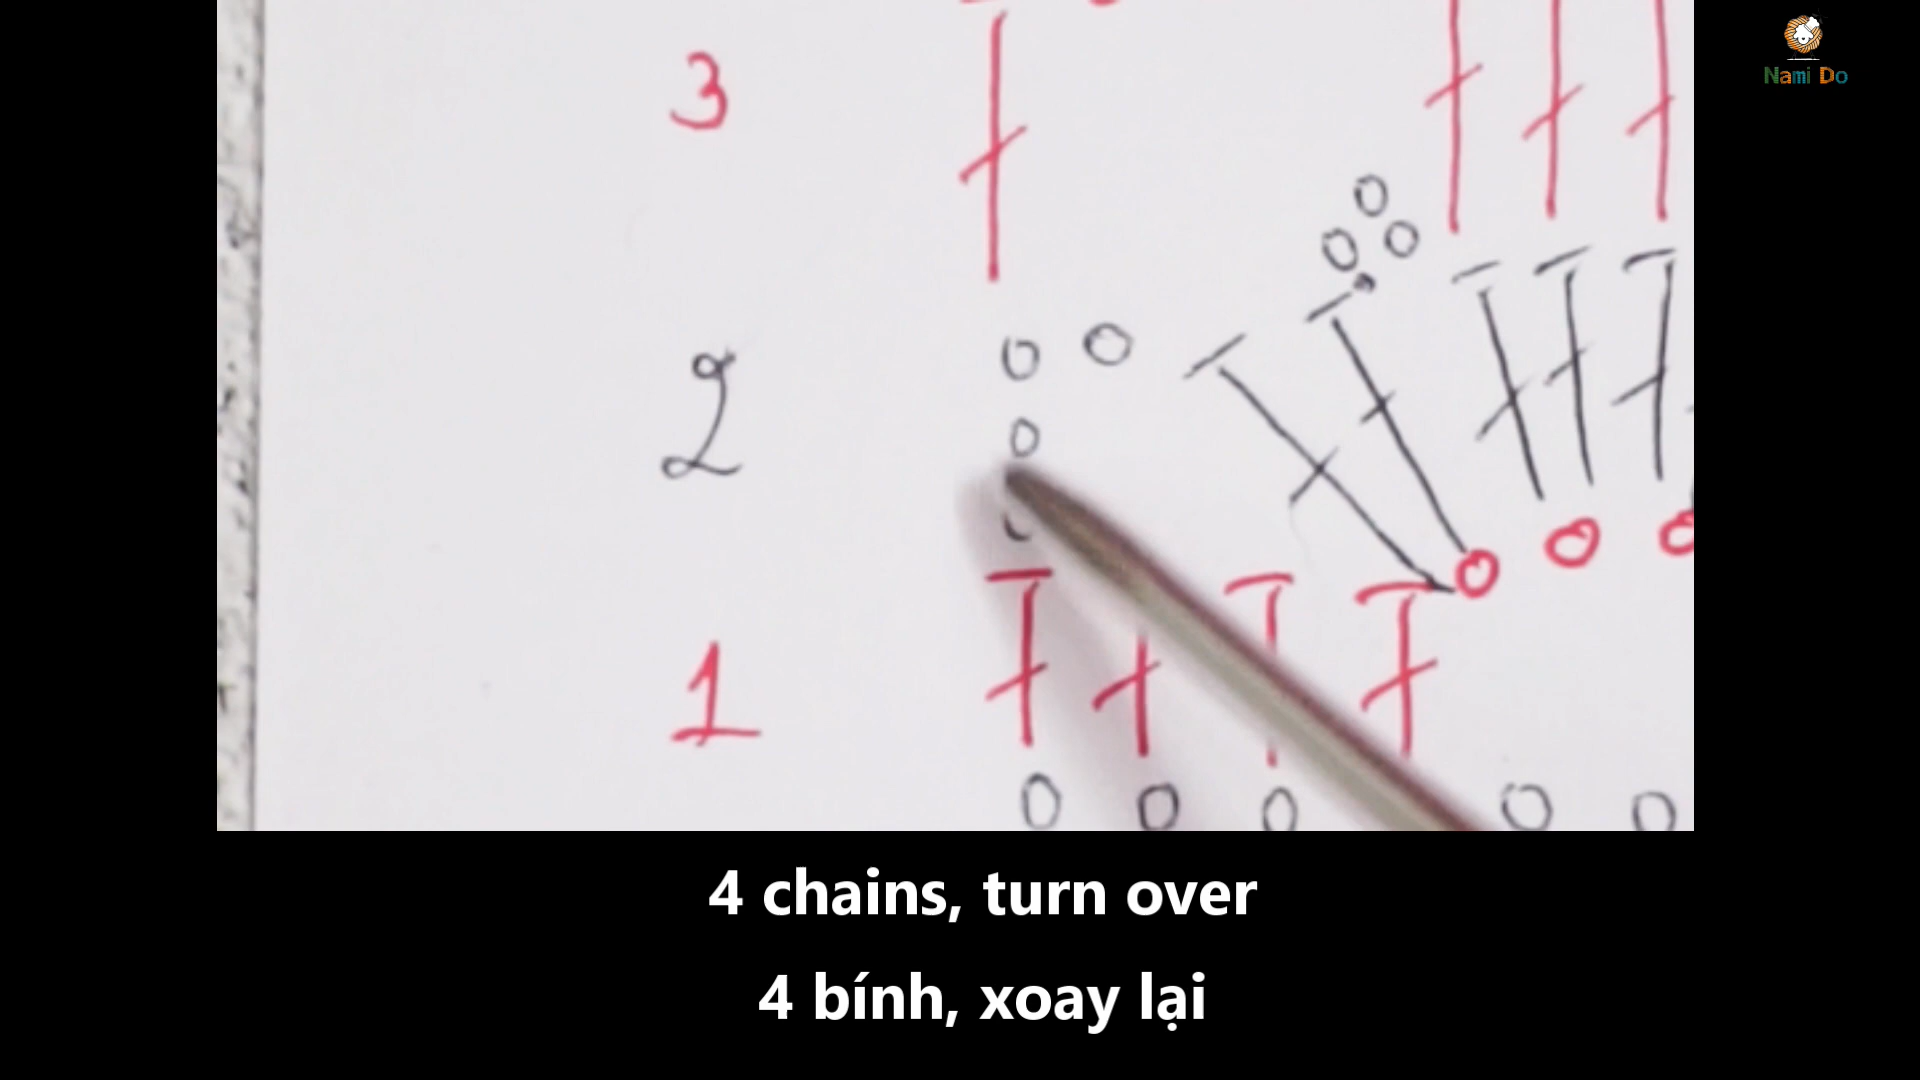 Nami Do
3
2
1
4 chains, turn over
4 bính, xoay lại